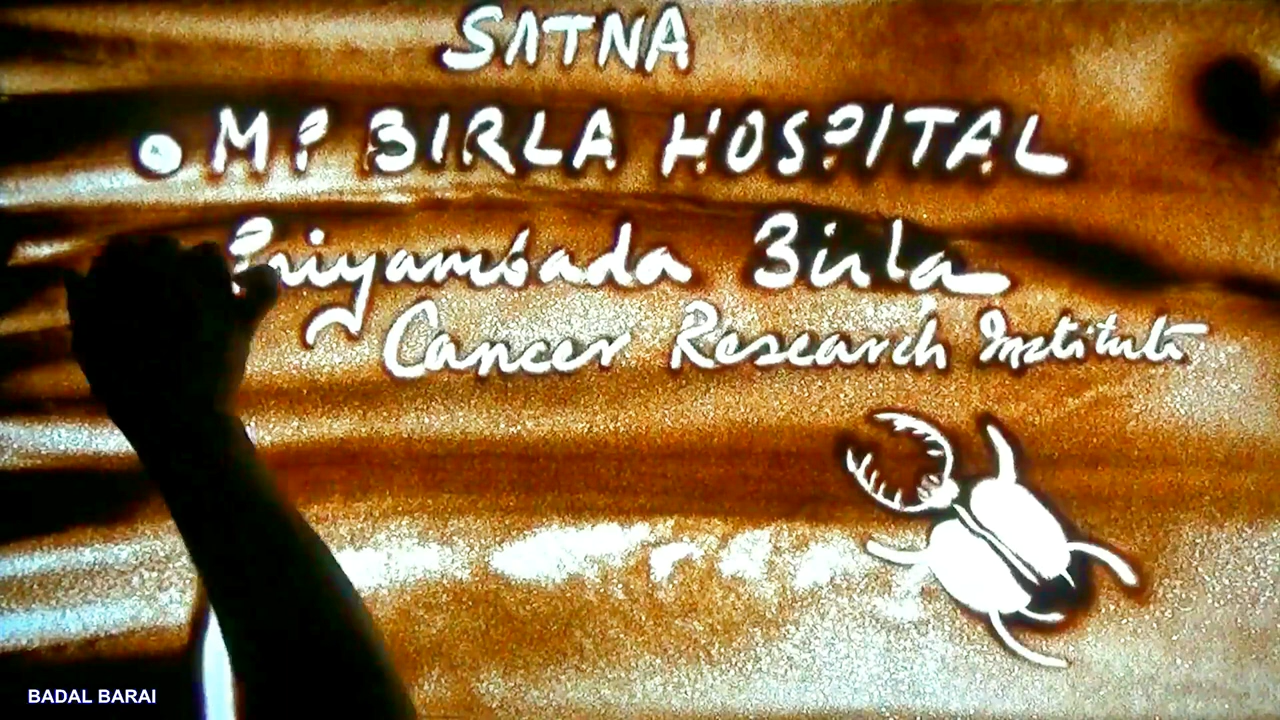 SATNA
• MP BIRLA HOSPITAL
Priyambada Birla
Cancer Research Institute
BADAL BARAI